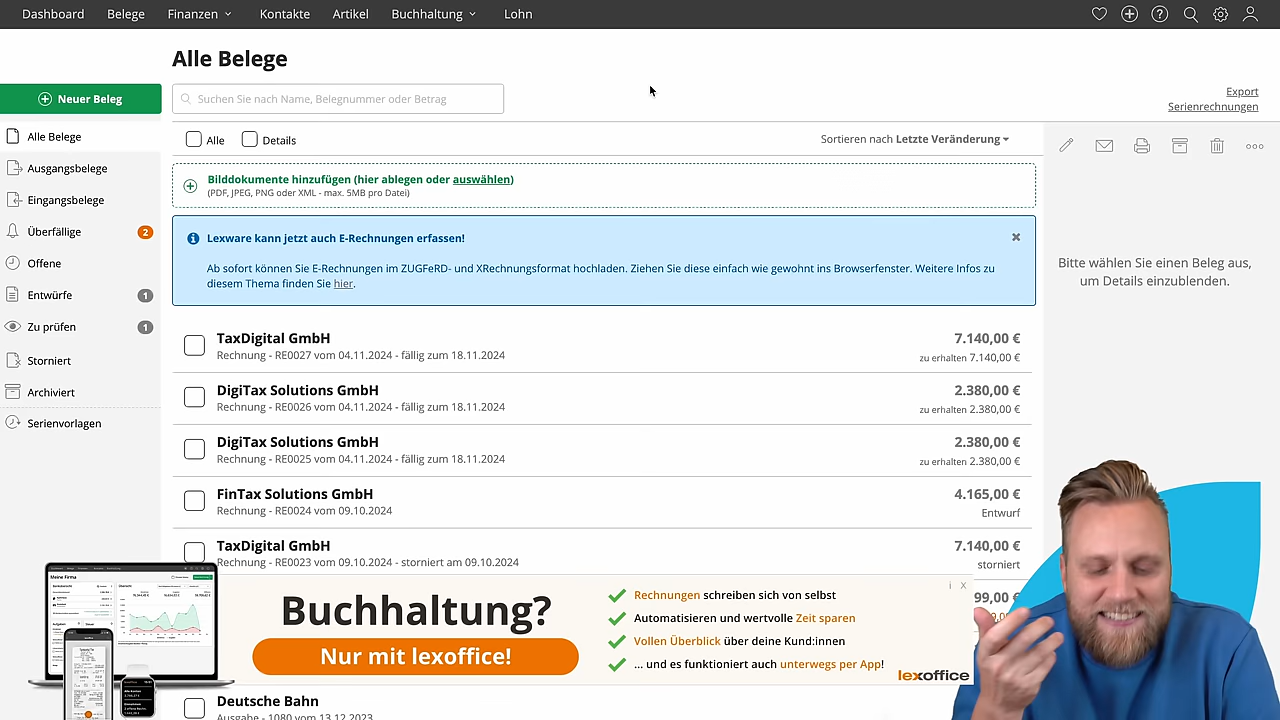 Dashboard Belege Finanzen Kontakte Artikel Buchhaltung Lohn
Alle Belege
Neuer Beleg
Suchen Sie nach Name, Belegnummer oder Betrag
Export
Serienrechnungen
Alle Belege
Ausgangsbelege
Eingangsbelege
Überfällige 2
Offene
Entwürfe 1
Zu prüfen 1
Storniert
Archiviert
Serienvorlagen
Alle Details
Sortieren nach Letzte Veränderung
Bilddokumente hinzufügen (hier ablegen oder auswählen)
(PDF, JPEG, PNG oder XML - max. 5MB pro Datei)
Lexware kann jetzt auch E-Rechnungen erfassen!
Ab sofort können Sie E-Rechnungen im ZUGFeRD- und XRechnungsformat hochladen. Ziehen Sie diese einfach wie gewohnt ins Browserfenster. Weitere Infos zu
diesem Thema finden Sie hier.
Bitte wählen Sie einen Beleg aus,
um Details einzublenden.
TaxDigital GmbH 7.140,00 €
Rechnung - RE0027 vom 04.11.2024 - fällig zum 18.11.2024 zu erhalten 7.140,00 €
DigiTax Solutions GmbH 2.380,00 €
Rechnung - RE0026 vom 04.11.2024 - fällig zum 18.11.2024 zu erhalten 2.380,00 €
DigiTax Solutions GmbH 2.380,00 €
Rechnung - RE0025 vom 04.11.2024 - fällig zum 18.11.2024 zu erhalten 2.380,00 €
FinTax Solutions GmbH 4.165,00 €
Rechnung - RE0024 vom 09.10.2024 Entwurf
TaxDigital GmbH 7.140,00 €
Rechnung - RE0023 vom 09.10.2024 - storniert am 09.10.2024 storniert
99,00 €
Buchhaltung?
Nur mit lexoffice!
Rechnungen schreiben sich von selbst
Automatisieren und wertvolle Zeit sparen
Vollen Überblick über deine
... und es funktioniert auch per App!
lexoffice
Meine Firma
Deutsche Bahn
Ausgabe - 1080 vom 13.12.2023